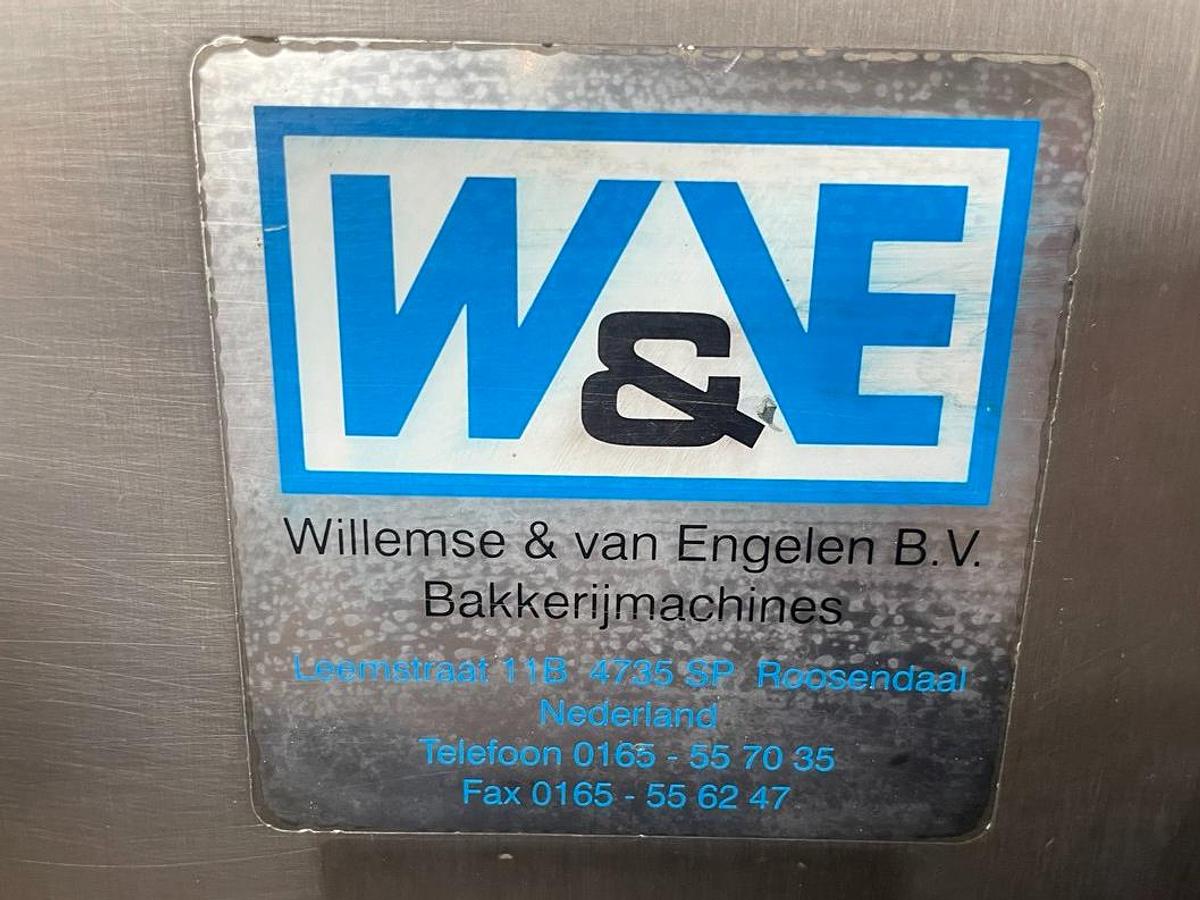 W&VE
Willemse & van Engelen B.V.
Bakkerijmachines
Leemstraat 11B 4735 SP Roosendaal
Nederland
Telefoon 0165 - 55 70 35
Fax 0165 - 55 62 47